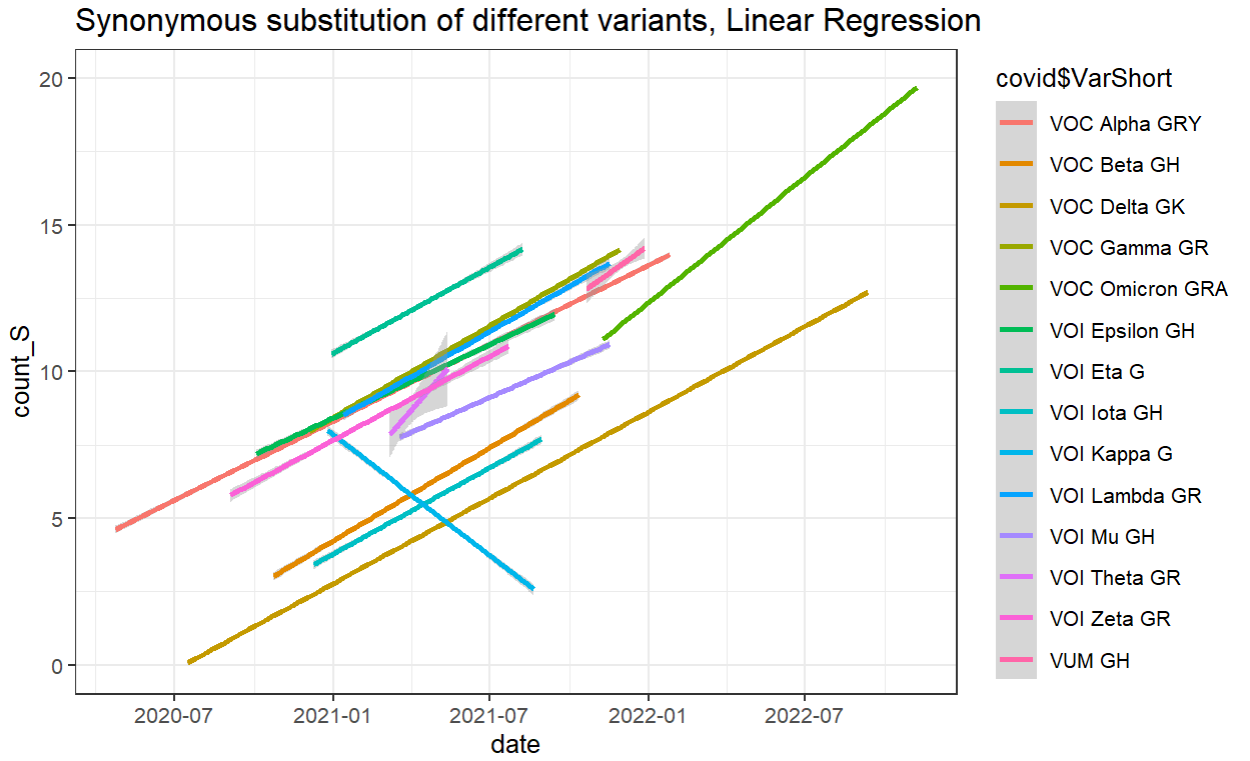 Synonymous substitution of different variants, Linear Regression
20
15
10
5
0
count_S
2020-07
2021-01
2021-07
2022-01
2022-07
date
covid$VarShort
VOC Alpha GRY
VOC Beta GH
VOC Delta GK
VOC Gamma GR
VOC Omicron GRA
VOI Epsilon GH
VOI Eta G
VOI Iota GH
VOI Kappa G
VOI Lambda GR
VOI Mu GH
VOI Theta GR
VOI Zeta GR
VUM GH